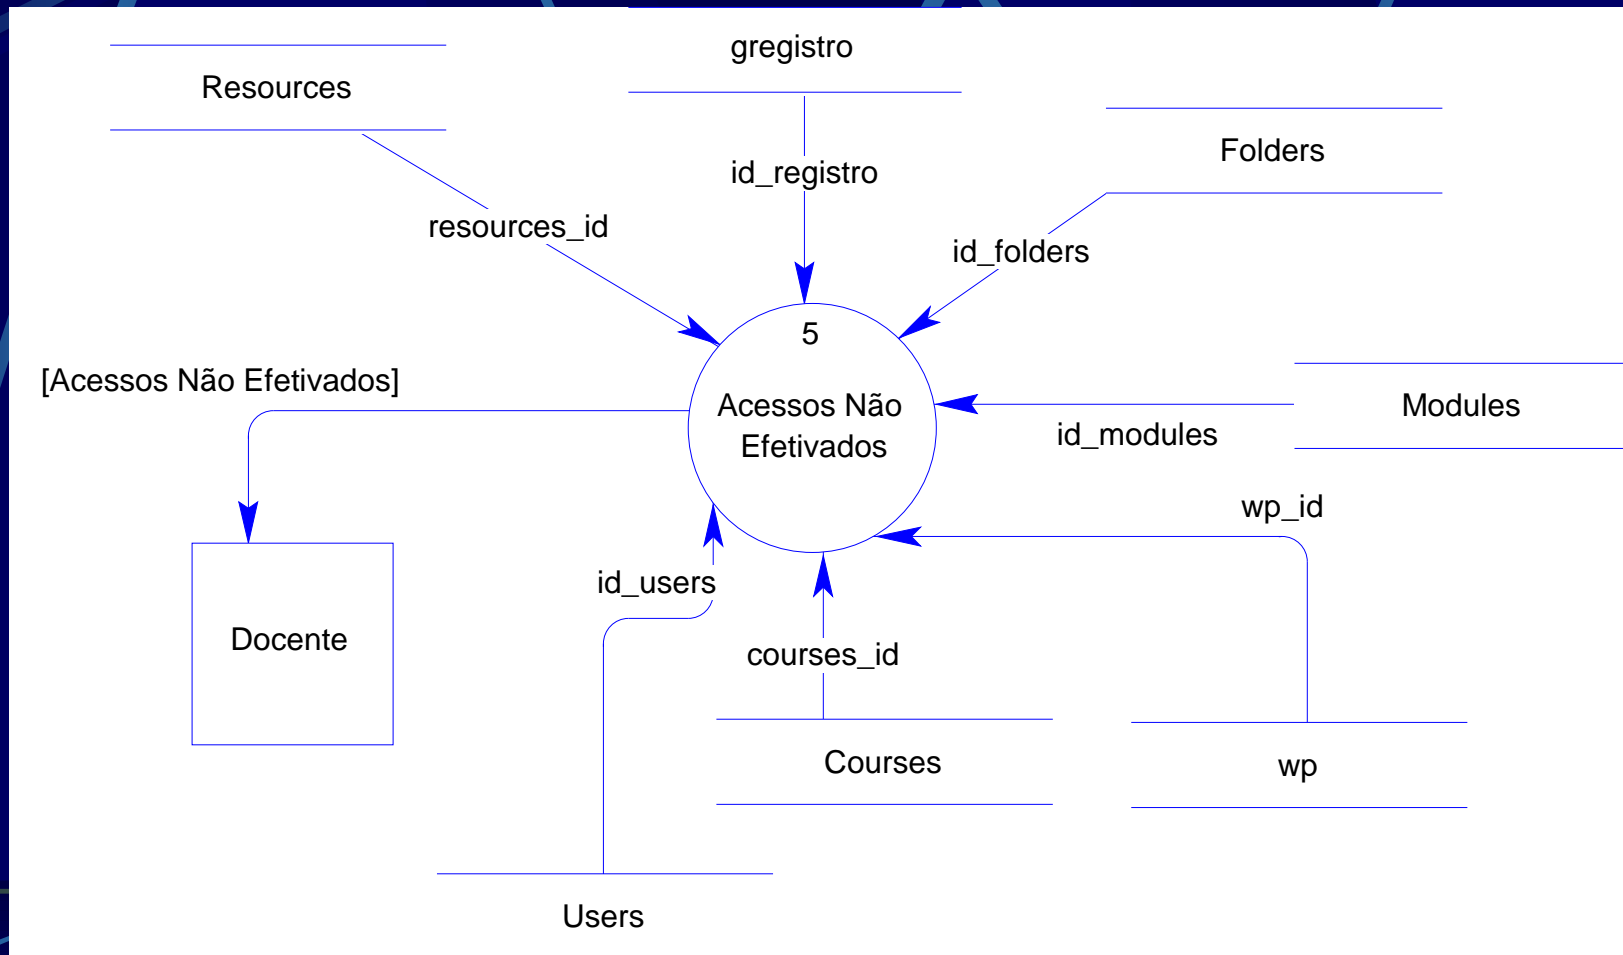 gregistro
Resources
Folders
id_registro
resources_id
id_folders
5
[Acessos Não Efetivados]
Acessos Não
Efetivados
Modules
id_modules
wp_id
id_users
Docente
courses_id
Courses
wp
Users